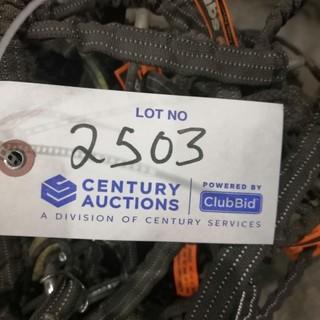 LOT NO
2503
CENTURY AUCTIONS
POWERED BY
ClubBid
A DIVISION OF CENTURY SERVICES